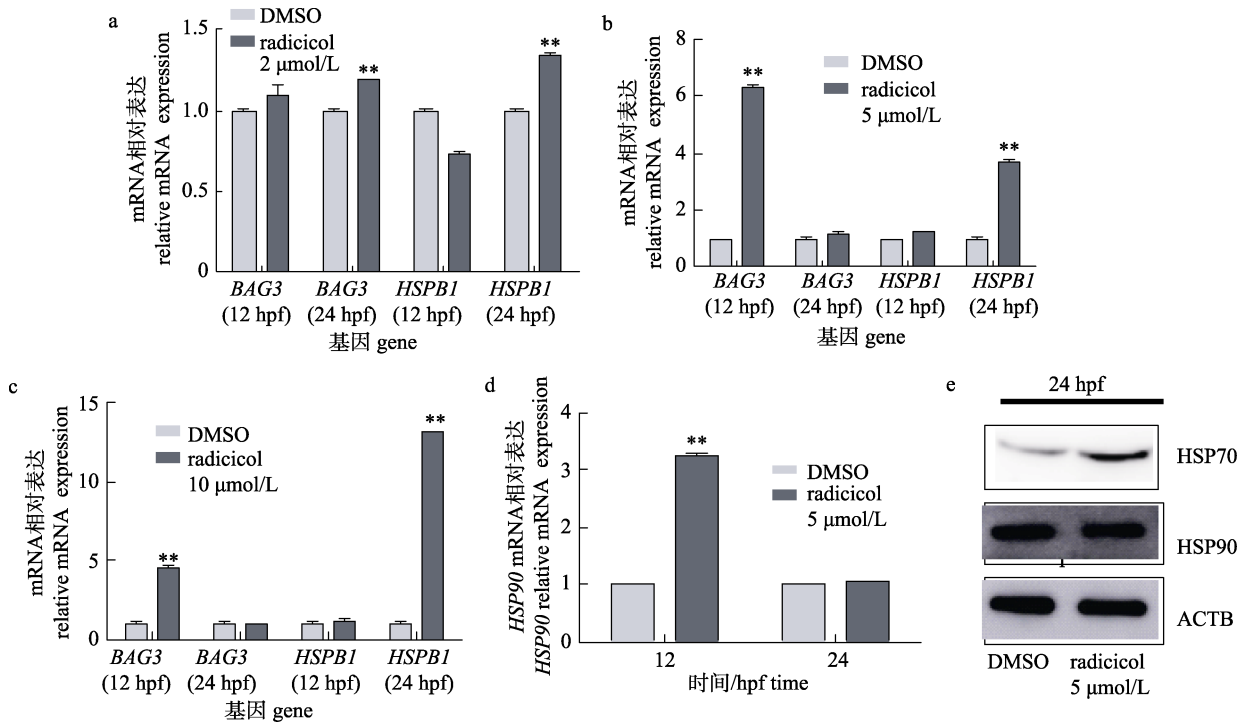 a
DMSO
radicicol
2 μmol/L
mRNA相对表达
relative mRNA expression
1.5
1.0
0.5
0
**
**
BAG3
(12 hpf)
BAG3
(24 hpf)
HSPB1
(12 hpf)
HSPB1
(24 hpf)
基因 gene
b
DMSO
radicicol
5 μmol/L
mRNA相对表达
relative mRNA expression
8
6
4
2
0
**
**
BAG3
(12 hpf)
BAG3
(24 hpf)
HSPB1
(12 hpf)
HSPB1
(24 hpf)
基因 gene
c
DMSO
radicicol
10 μmol/L
mRNA相对表达
relative mRNA expression
15
10
5
0
**
**
BAG3
(12 hpf)
BAG3
(24 hpf)
HSPB1
(12 hpf)
HSPB1
(24 hpf)
基因 gene
d
DMSO
radicicol
5 μmol/L
HSP90 mRNA相对表达
HSP90 relative mRNA expression
4
3
2
1
0
**
12
24
时间/hpf time
e
24 hpf
HSP70
HSP90
ACTB
DMSO
radicicol
5 μmol/L